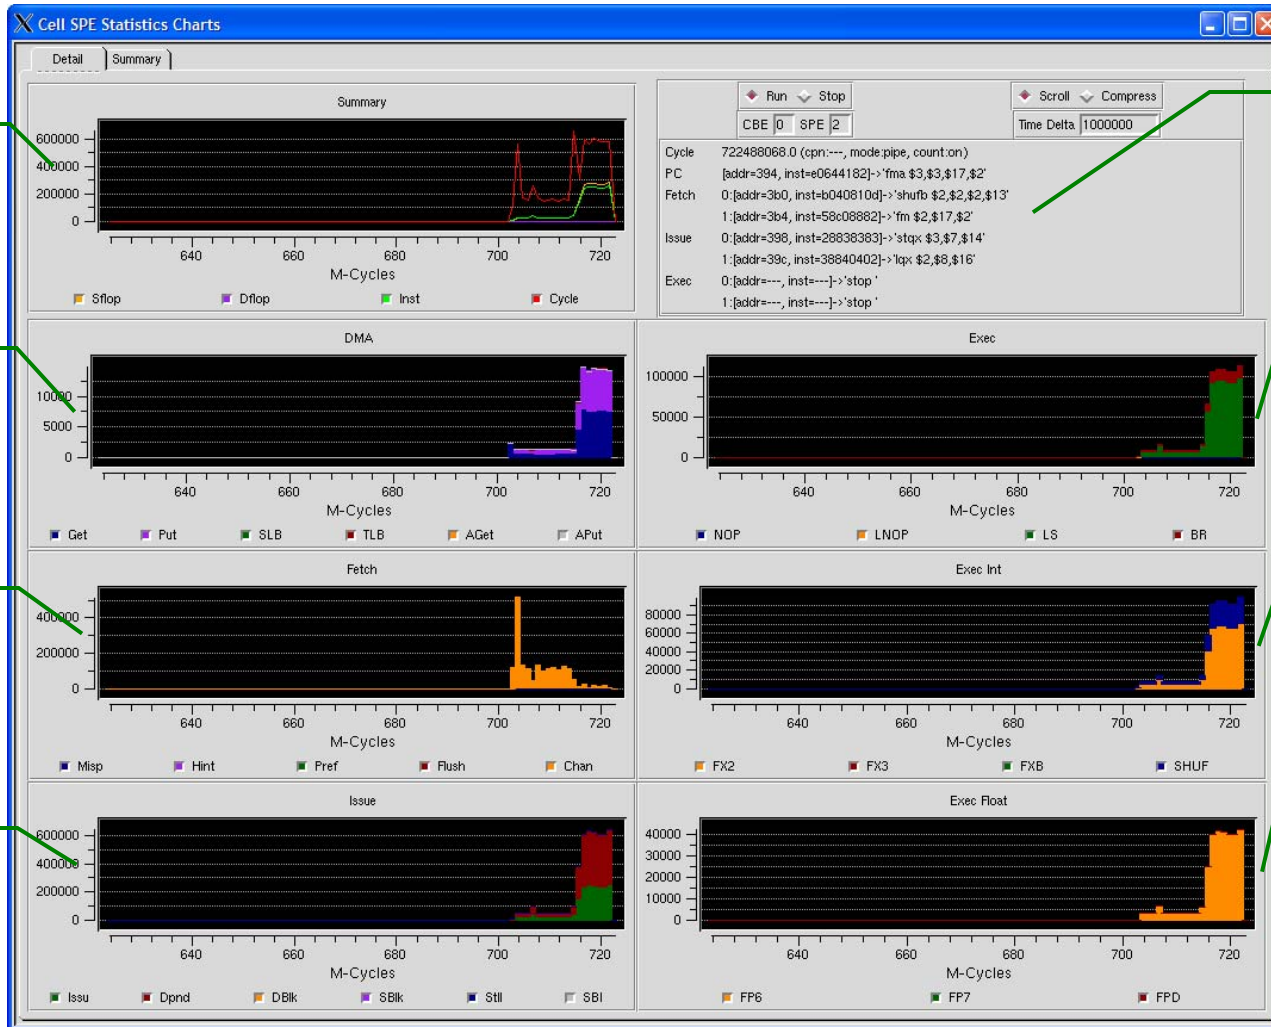 Cell SPE Statistics Charts
Detail Summary
Summary
600000
400000
200000
0
640 660 680 700 720
M-Cycles
Sflop Dflop Inst Cycle
Run Stop Scroll Compress
CBE 0 SPE 2 Time Delta 1000000
Cycle 722488068.0 (cpn:---, mode:pipe, count:on)
PC [addr=394, inst=e0644182]->'fma $3,$3,$17,$2'
Fetch 0:[addr=3b0, inst=b040810d]->'shufb $2,$2,$2,$13'
1:[addr=3b4, inst=58c08882]->'fm $2,$17,$2'
Issue 0:[addr=398, inst=28838383]->'stqx $3,$7,$14'
1:[addr=39c, inst=38840402]->'lqx $2,$8,$16'
Exec 0:[addr=---, inst=---]->'stop '
1:[addr=---, inst=---]->'stop '
DMA
10000
5000
0
640 660 680 700 720
M-Cycles
Get Put SLB TLB AGet APut
Exec
100000
50000
0
640 660 680 700 720
M-Cycles
NOP LNOP LS BR
Fetch
400000
200000
0
640 660 680 700 720
M-Cycles
Misp Hint Pref Flush Chan
Exec Int
80000
60000
40000
20000
0
640 660 680 700 720
M-Cycles
FX2 FX3 FXB SHUF
Issue
600000
400000
200000
0
640 660 680 700 720
M-Cycles
Issu Dpnd DBlk SBlk Stll SBI
Exec Float
40000
30000
20000
10000
0
640 660 680 700 720
M-Cycles
FP6 FP7 FPD